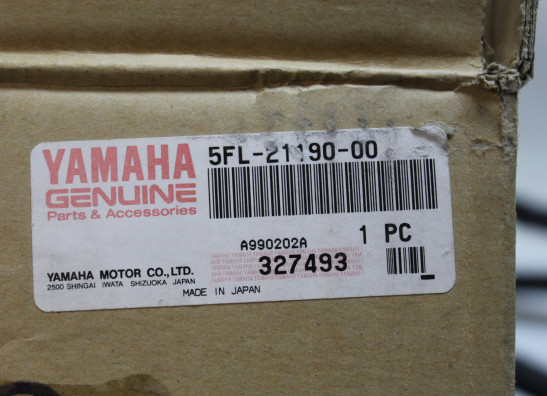 YAMAHA
GENUINE
Parts & Accessories
5FL-21190-00
A990202A
1 PC
327493
YAMAHA MOTOR CO.,LTD.
2500 SHINGAI IWATA SHIZUOKA JAPAN
MADE IN JAPAN